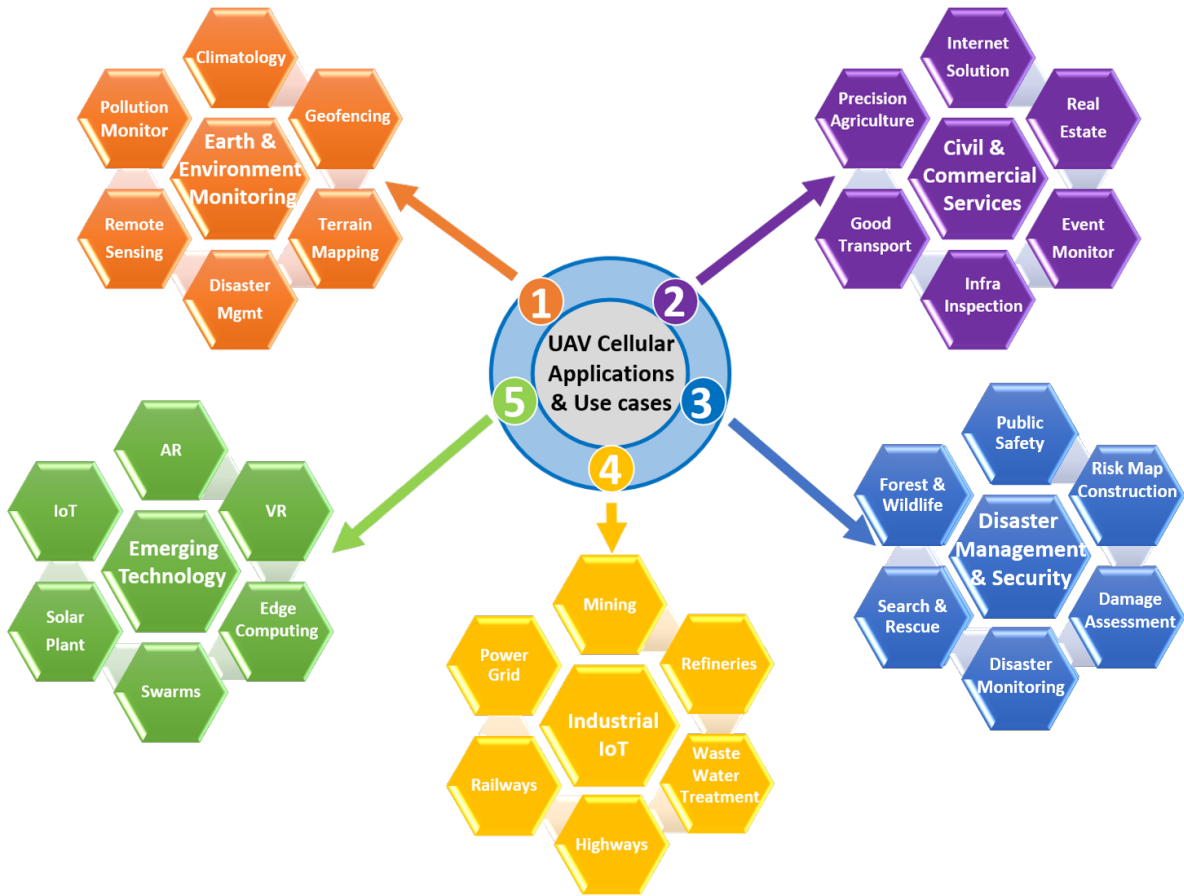 UAV Cellular
Applications
& Use cases
1
2
3
4
5
Earth &
Environment
Monitoring
Climatology
Geofencing
Terrain
Mapping
Disaster
Mgmt
Remote
Sensing
Pollution
Monitor
Civil &
Commercial
Services
Internet
Solution
Real
Estate
Event
Monitor
Infra
Inspection
Good
Transport
Precision
Agriculture
Disaster
Management
& Security
Public
Safety
Risk Map
Construction
Damage
Assessment
Disaster
Monitoring
Search &
Rescue
Forest &
Wildlife
Industrial
IoT
Mining
Refineries
Waste
Water
Treatment
Highways
Railways
Power
Grid
Emerging
Technology
AR
VR
Edge
Computing
Swarms
Solar
Plant
IoT